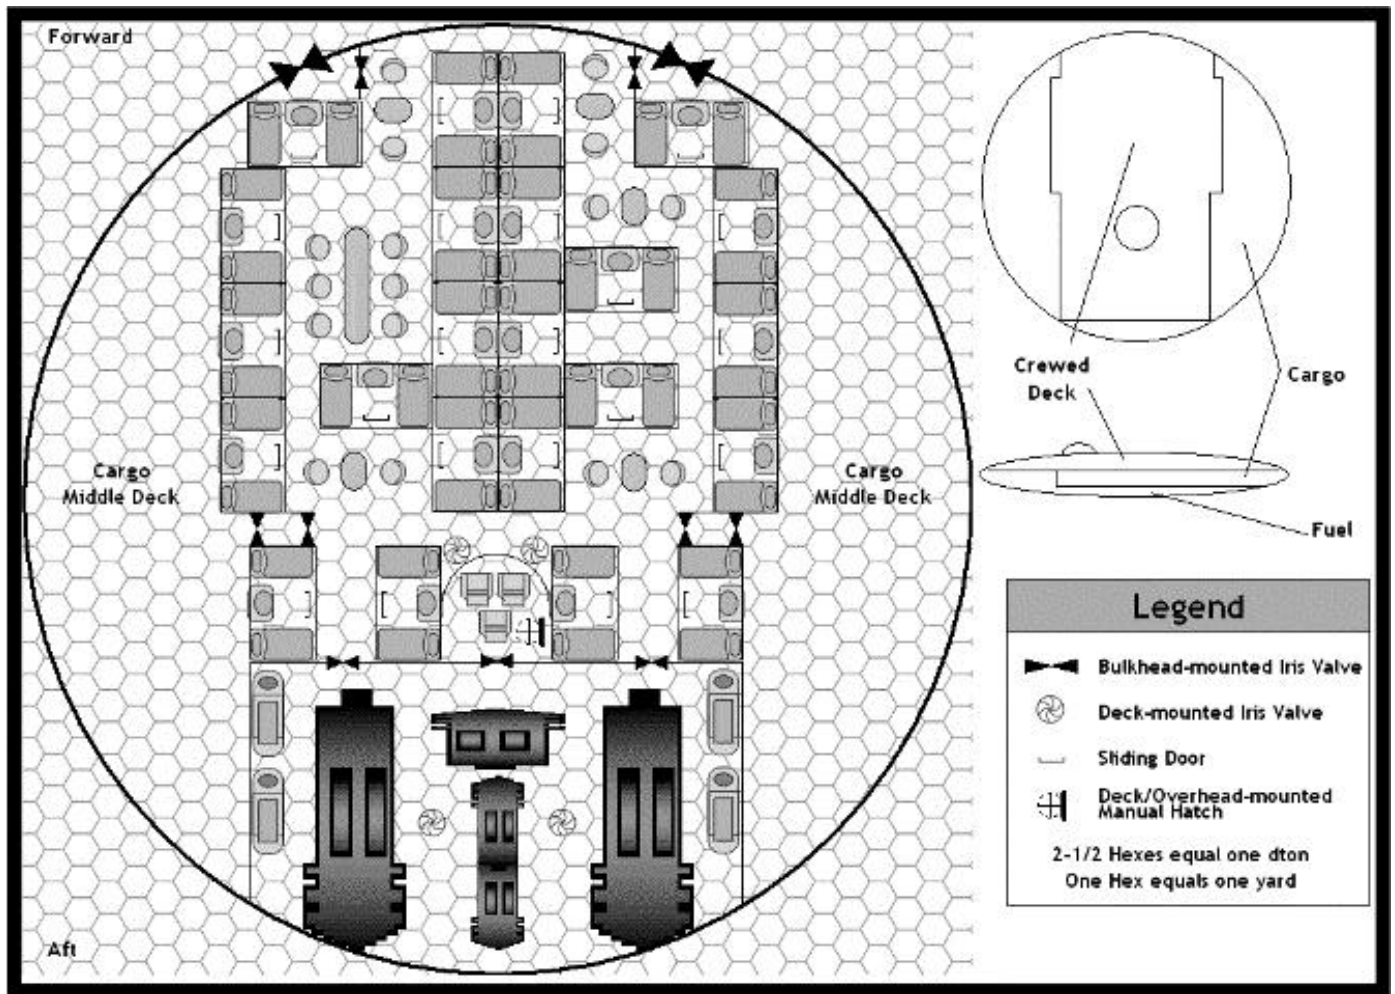 Forward
Cargo
Middle Deck
Cargo
Middle Deck
Aft
Crewed
Deck
Cargo
Fuel
Legend
Bulkhead-mounted Iris Valve
Deck-mounted Iris Valve
Sliding Door
Deck/Overhead-mounted
Manual Hatch
2-1/2 Hexes equal one dton
One Hex equals one yard